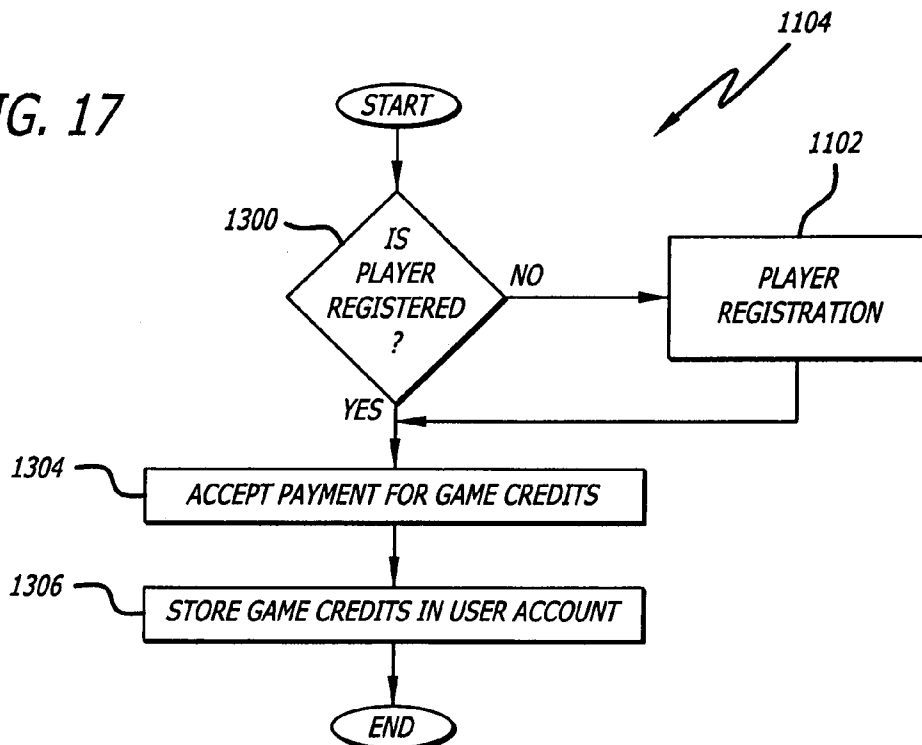 IG. 17
1104
START
1102
1300
IS
PLAYER
REGISTERED
?
NO
PLAYER
REGISTRATION
YES
1304
ACCEPT PAYMENT FOR GAME CREDITS
1306
STORE GAME CREDITS IN USER ACCOUNT
END